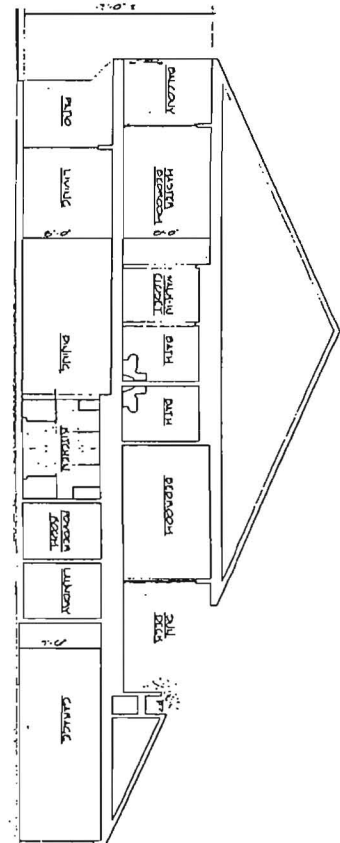 BALCONY
MASTER
BEDROOM
WALK-IN
CLOSET
BATH
BATH
BEDROOM
SUN
DECK
PATIO
LIVING
DINING
KITCHEN
POWDER
ROOM
LAUNDRY
GARAGE